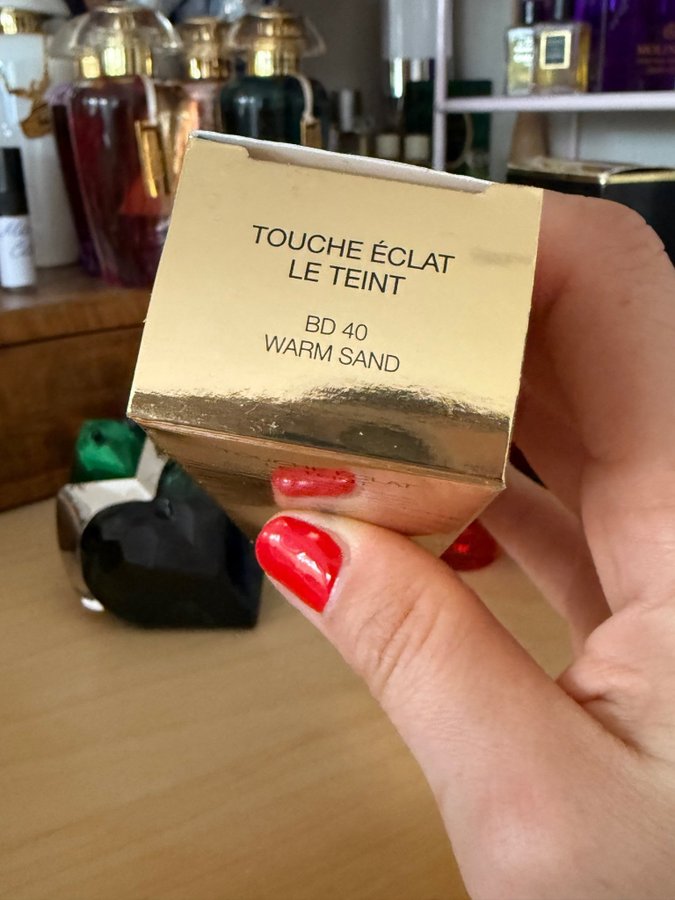 TOUCHE ÉCLAT
LE TEINT
BD 40
WARM SAND